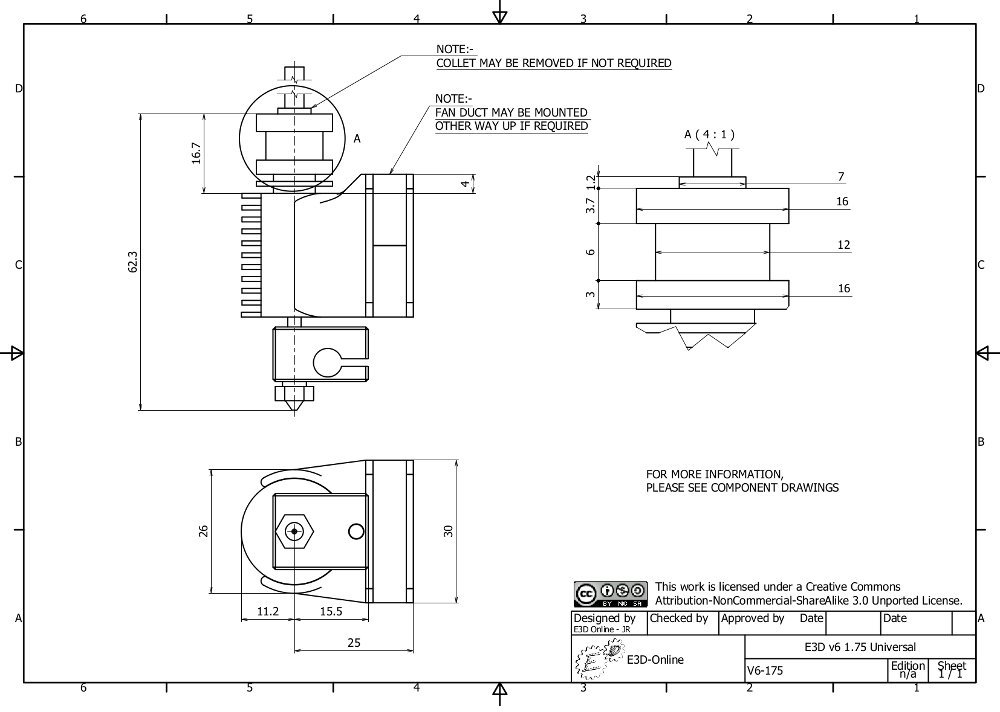 6 5 4 3 2 1
D
D
NOTE:-
COLLET MAY BE REMOVED IF NOT REQUIRED
NOTE:-
FAN DUCT MAY BE MOUNTED
OTHER WAY UP IF REQUIRED
A
A ( 4 : 1 )
16.7
4
62.3
1.2
7
3.7
16
6
12
3
16
C
C
B
B
FOR MORE INFORMATION,
PLEASE SEE COMPONENT DRAWINGS
26
30
11.2
15.5
25
A
A
cc
BY NC SA
This work is licensed under a Creative Commons
Attribution-NonCommercial-ShareAlike 3.0 Unported License.
Designed by
E3D Online - JR
Checked by
Approved by
Date
Date
E
E3D-Online
E3D v6 1.75 Universal
V6-175
Edition
n/a
Sheet
1 / 1
6 5 4 3 2 1